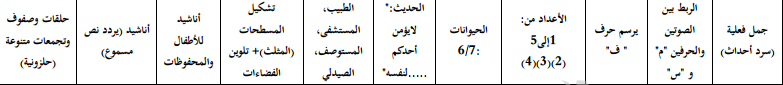 جمل فعلية
(سرد أحداث)
الربط بين
الصوتين
والحرفين "م"
و "س"
يرسم حرف
" ف"
الأعداد من:
1إلى5
(2)(3)(4)
الحيوانات
6/7:
الحديث:"
لايؤمن
أحدكم
.....لنفسه"
الطبيب،
المستشفى،
المستوصف،
الصيدلي
تشكيل
المسطحات
(المثلث)+ تلوين
الفضاءات
أناشيد
للأطفال
والمحفوظات
أناشيد (يردد نص
مسموع)
حلقات وصفوف
وتجمعات متنوعة
(حلزونية)